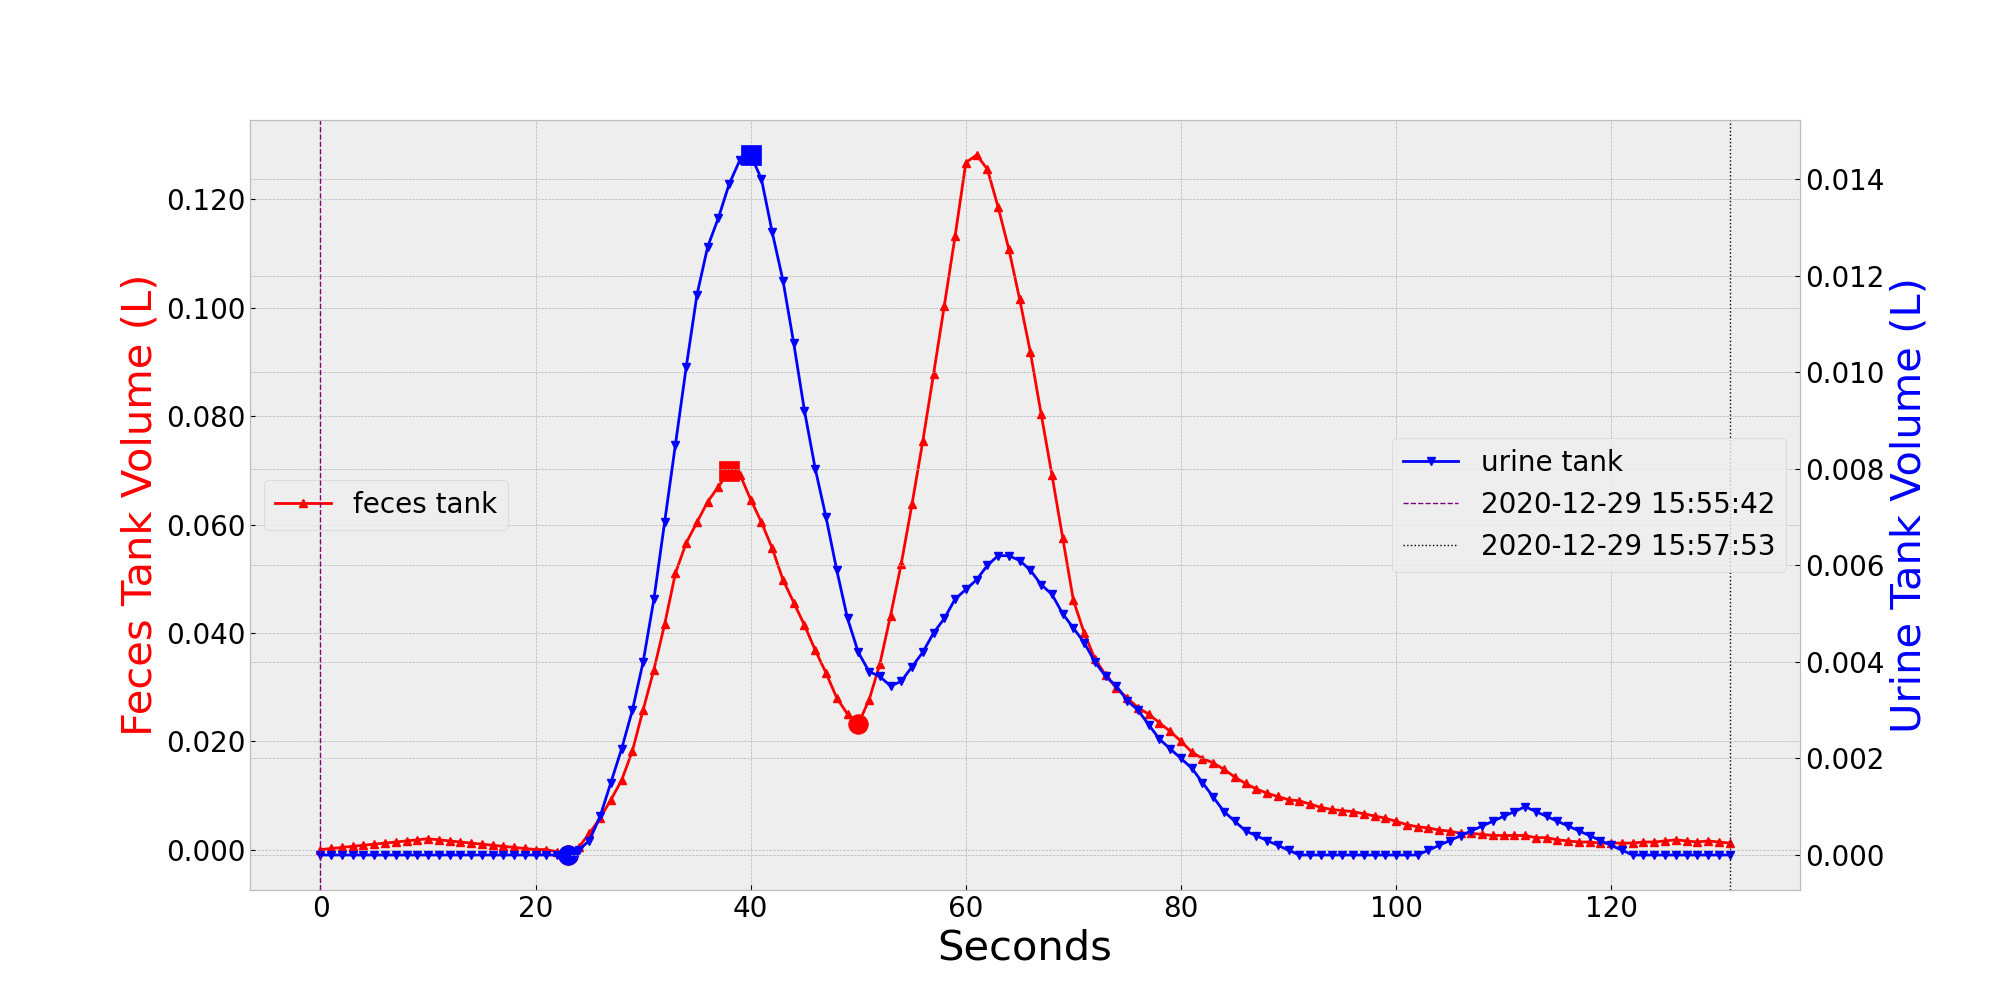 Feces Tank Volume (L)
0.120
0.100
0.080
0.060
0.040
0.020
0.000
feces tank
urine tank
2020-12-29 15:55:42
2020-12-29 15:57:53
0.014
0.012
0.010
0.008
0.006
0.004
0.002
0.000
Urine Tank Volume (L)
0 20 40 60 80 100 120
Seconds